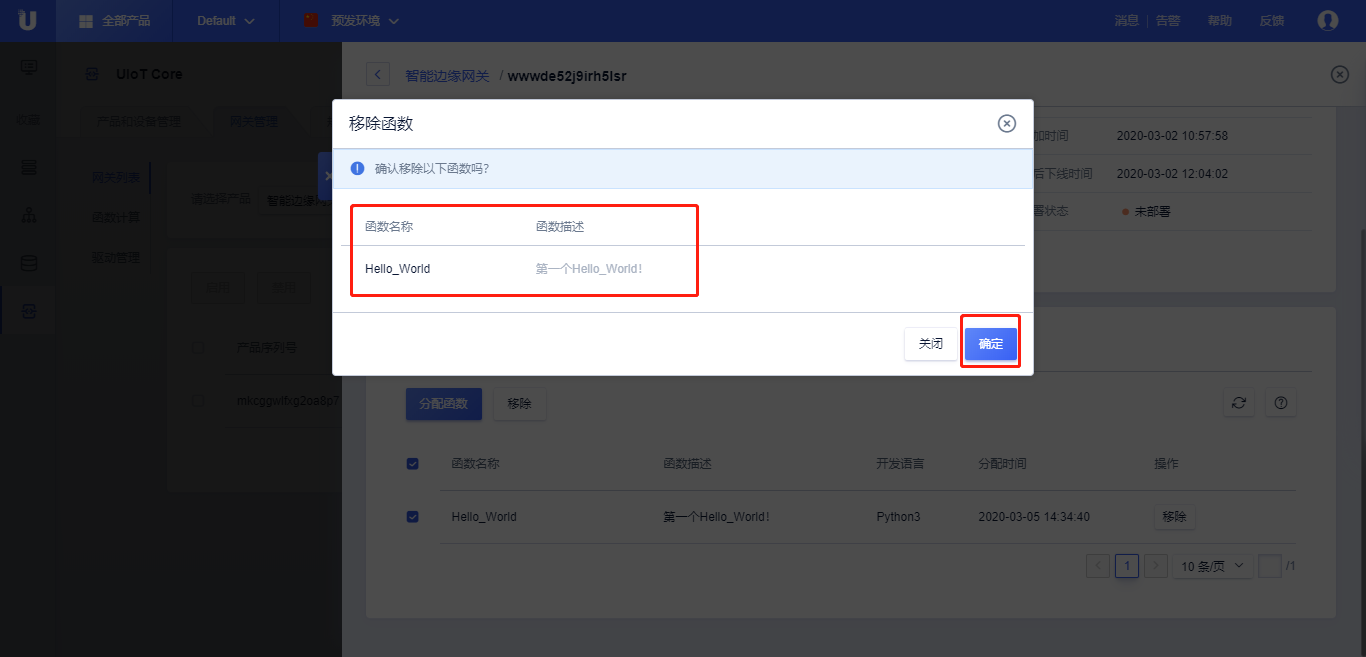 全部产品 Default 预发环境 消息 告警 帮助 反馈
UIoT Core
智能边缘网关 / wwwde52j9irh5lsr
产品和设备管理 网关管理
移除函数
确认移除以下函数吗?
函数名称 函数描述
Hello_World 第一个Hello_World!
关闭 确定
加时间 2020-03-02 10:57:58
后下线时间 2020-03-02 12:04:02
署状态 未部署
网关列表
函数计算
驱动管理
请选择产品 智能边缘网关
产品序列号
分配函数 移除
函数名称 函数描述 开发语言 分配时间 操作
Hello_World 第一个Hello_World! Python3 2020-03-05 14:34:40 移除
1 10 条/页 /1